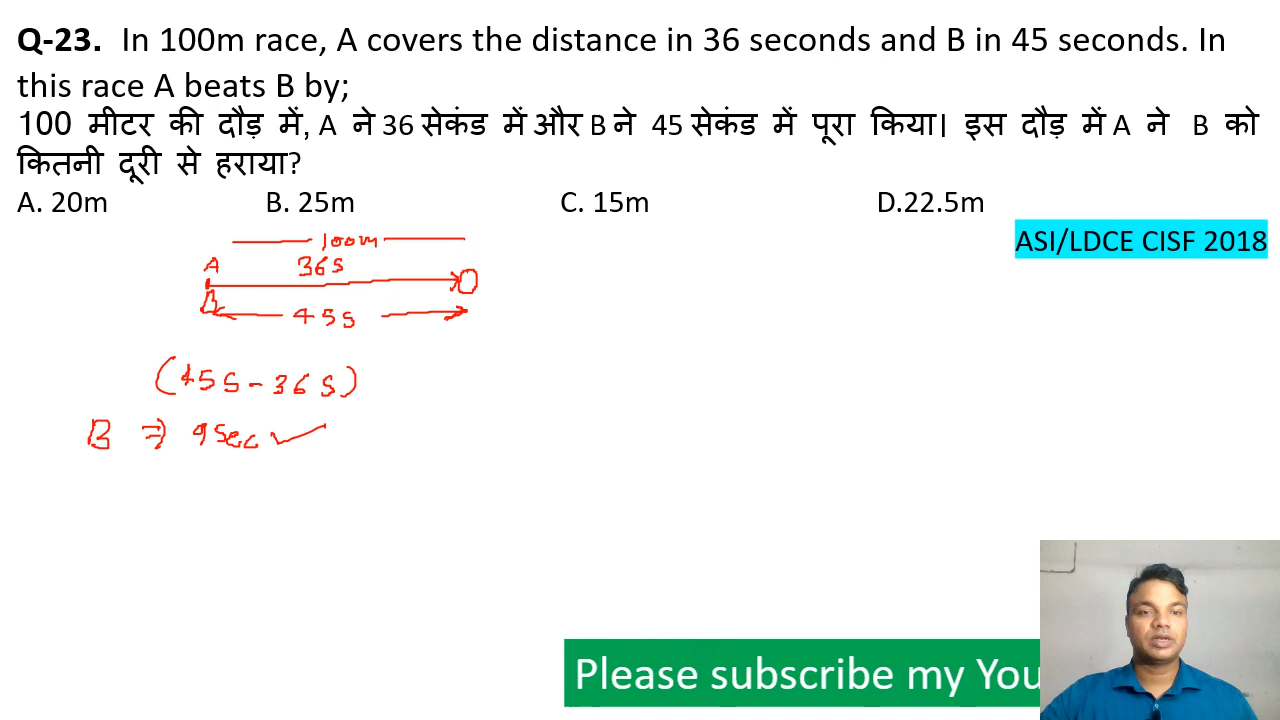 Q-23. In 100m race, A covers the distance in 36 seconds and B in 45 seconds. In
this race A beats B by;
100 मीटर की दौड़ में, A ने 36 सेकंड में और B ने 45 सेकंड में पूरा किया। इस दौड़ में A ने B को
कितनी दूरी से हराया?
A. 20m B. 25m C. 15m D.22.5m
ASI/LDCE CISF 2018
100m
A 36s
B
45s
(45s - 36s)
B ⇒ 9 sec ✓
Please subscribe my You